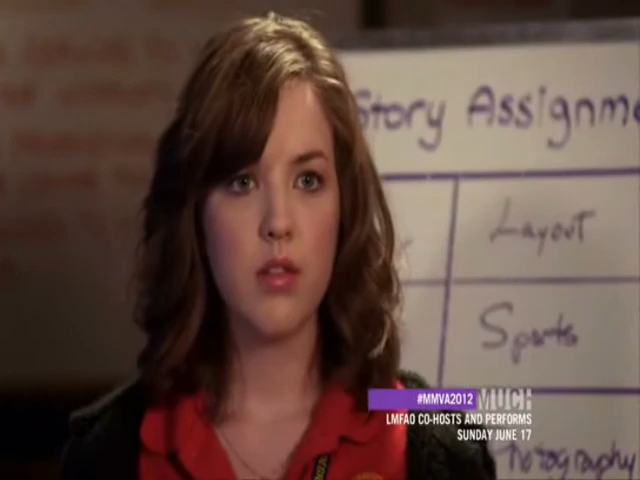 Story Assignme
Layout
Sports
#MMVA2012 MUCH
LMFAO CO-HOSTS AND PERFORMS
SUNDAY JUNE 17
Photography